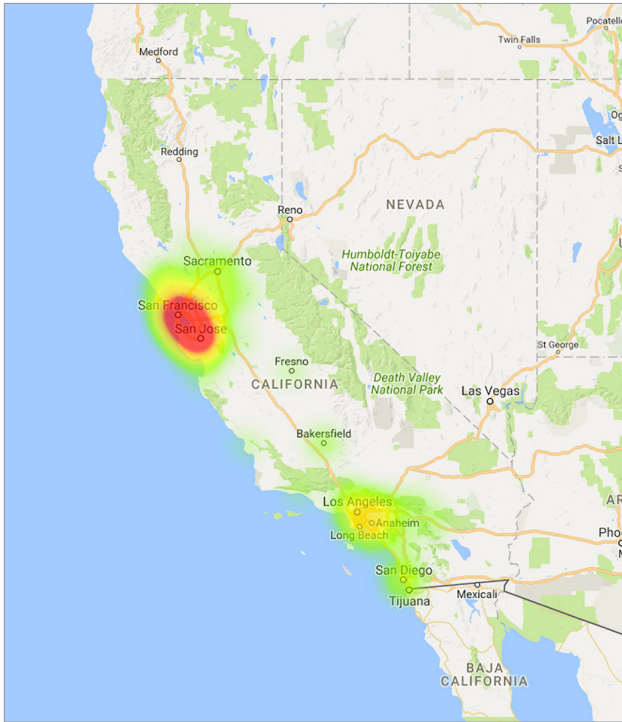 Pocatello
Twin Falls
Medford
Redding
Salt L
NEVADA
Reno
Humboldt-Toiyabe
National Forest
Sacramento
San Francisco
San Jose
St George
Fresno
CALIFORNIA
Death Valley
National Park
Las Vegas
Bakersfield
Los Angeles
AR
Anaheim
Long Beach
Pho
San Diego
Tijuana
Mexicali
BAJA
CALIFORNIA